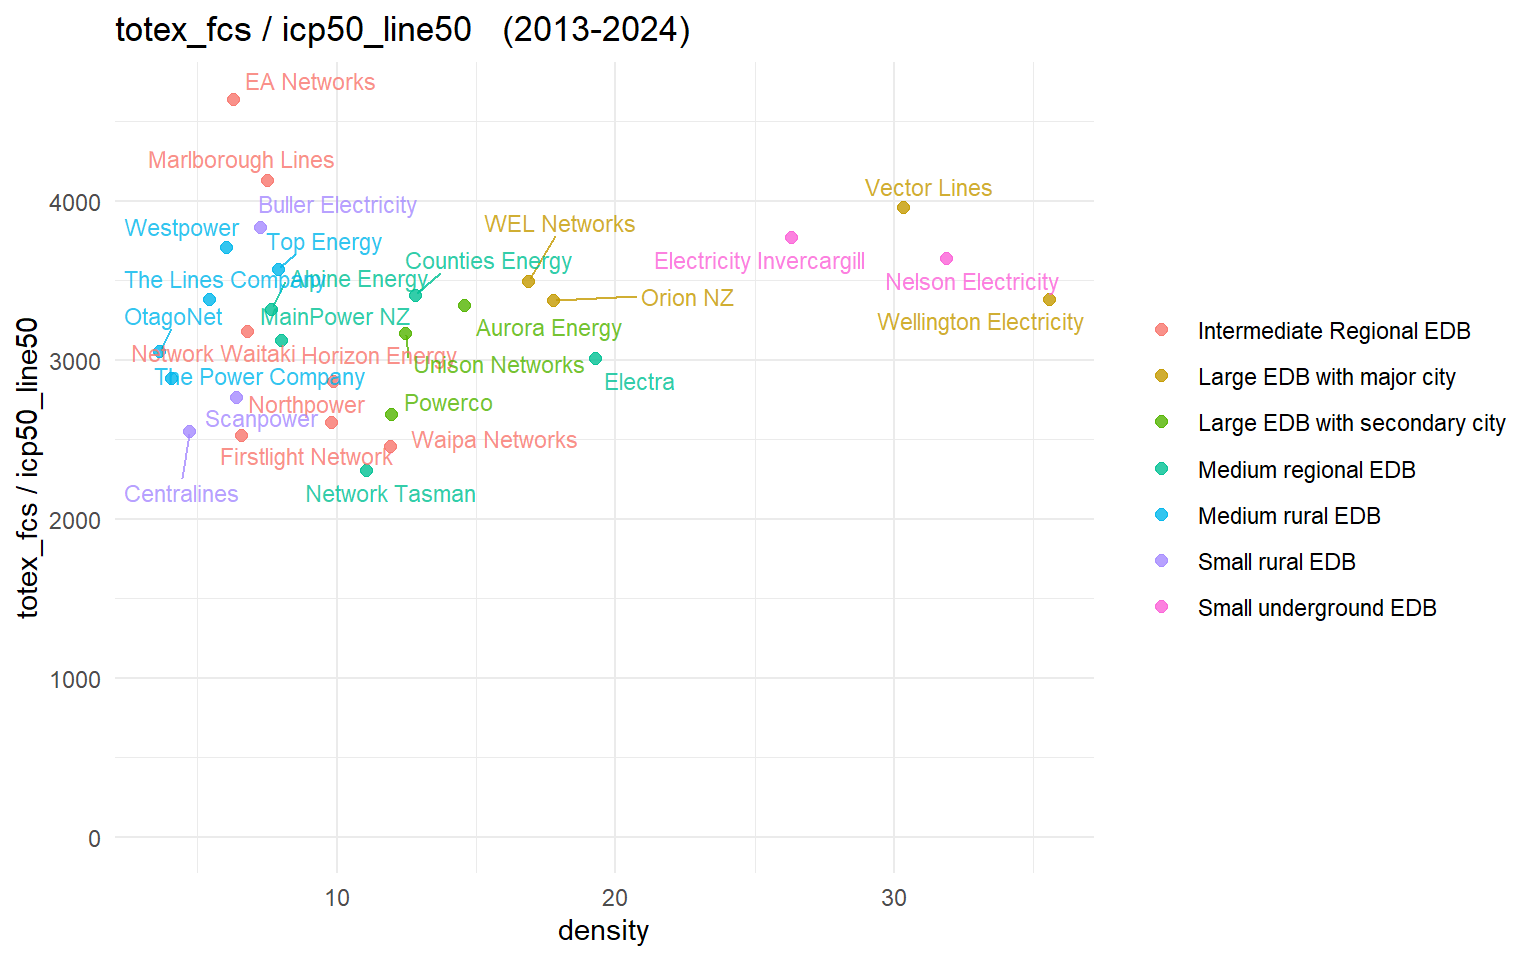 totex_fcs / icp50_line50   (2013-2024)
EA Networks
Marlborough Lines
Vector Lines
Buller Electricity
Westpower
WEL Networks
Top Energy
Counties Energy
Electricity Invercargill
The Lines Company
Alpine Energy
Nelson Electricity
Orion NZ
OtagoNet
MainPower NZ
Wellington Electricity
Aurora Energy
Network Waitaki
Horizon Energy
Unison Networks
The Power Company
Electra
Northpower
Powerco
Scanpower
Waipa Networks
Firstlight Network
Centralines
Network Tasman
4000
3000
2000
1000
0
10
20
30
density
totex_fcs / icp50_line50
Intermediate Regional EDB
Large EDB with major city
Large EDB with secondary city
Medium regional EDB
Medium rural EDB
Small rural EDB
Small underground EDB